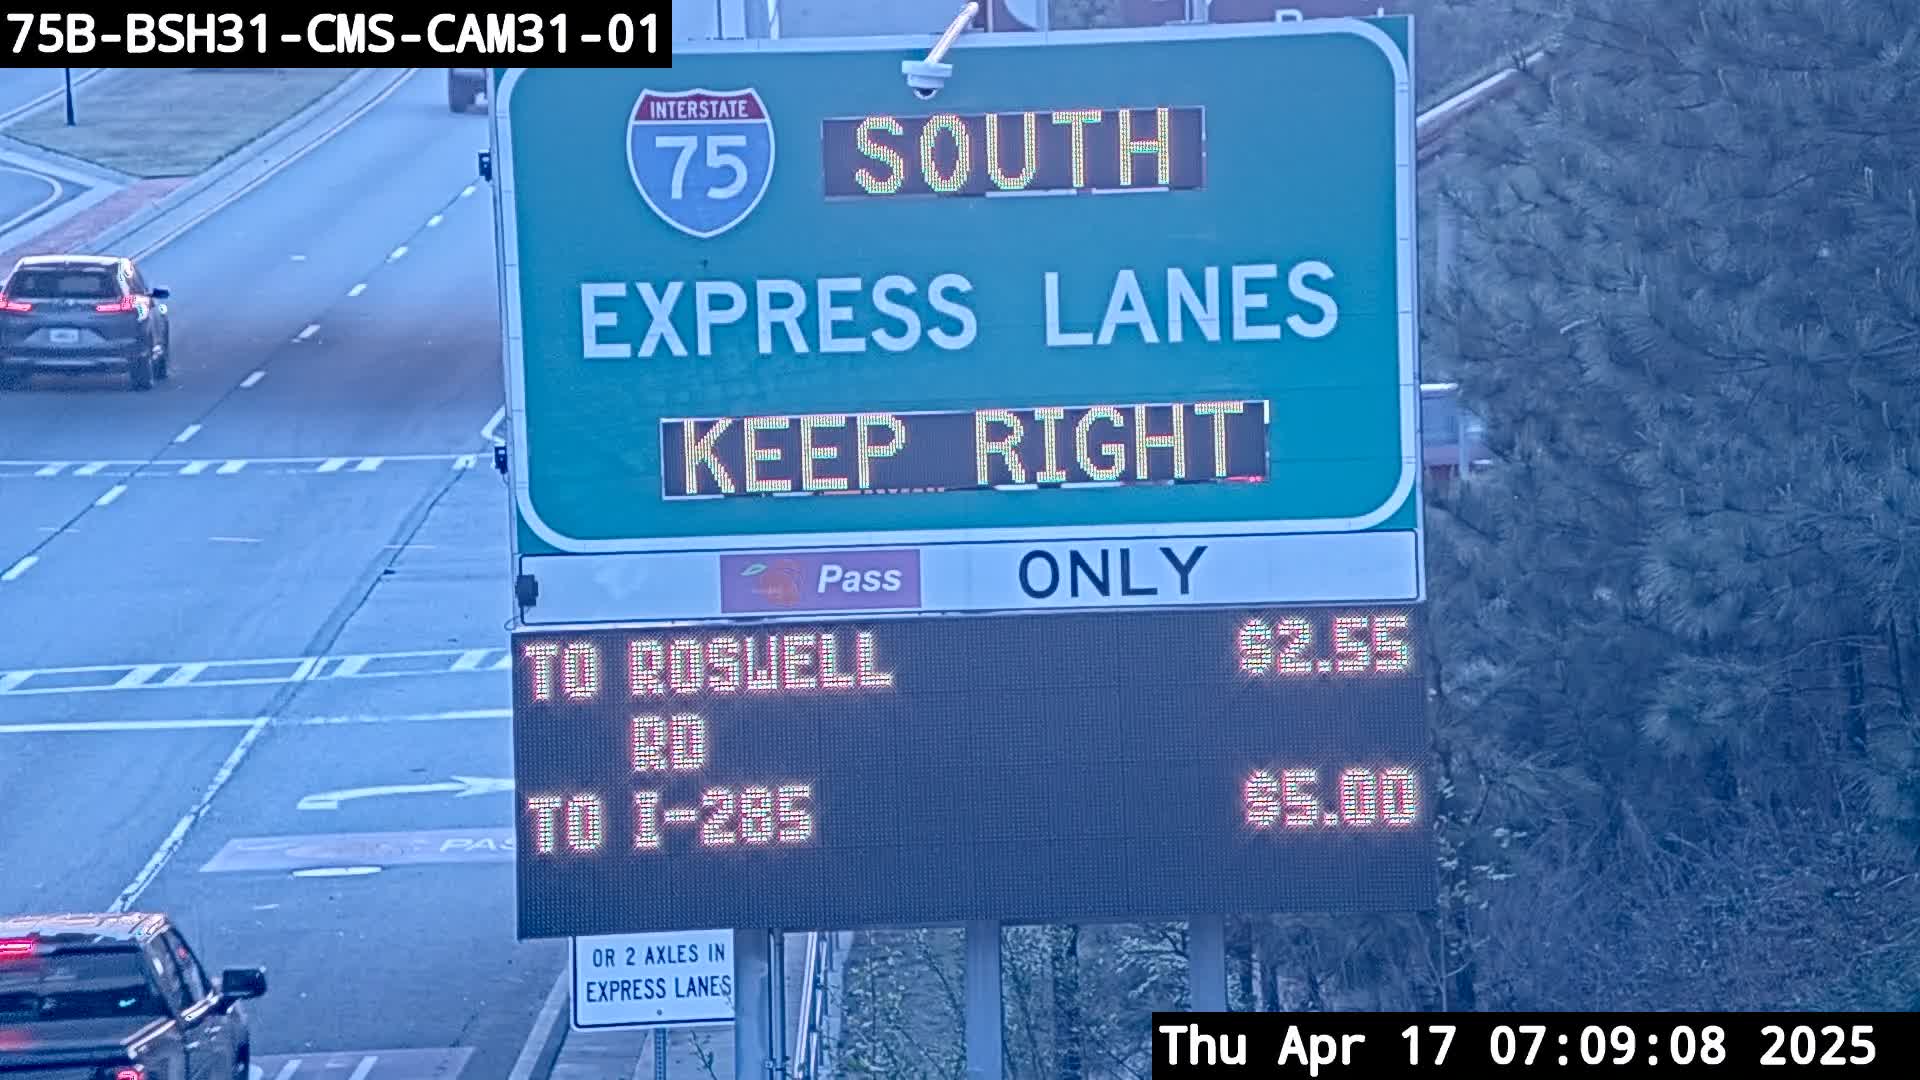 75B-BSH31-CMS-CAM31-01
INTERSTATE
75
SOUTH
EXPRESS LANES
KEEP RIGHT
Pass ONLY
TO ROSWELL $2.55
RD
TO I-285 $5.00
PAS
OR 2 AXLES IN
EXPRESS LANES
Thu Apr 17 07:09:08 2025